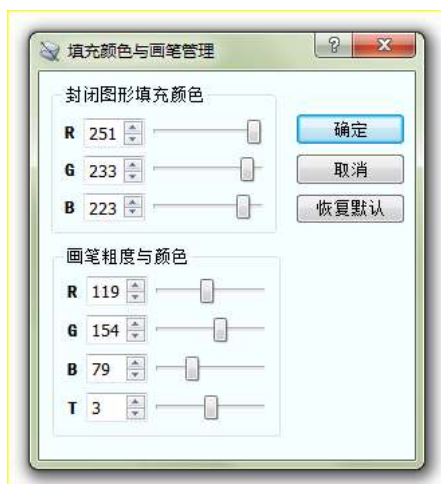 填充颜色与画笔管理
封闭图形填充颜色
R 251
G 233
B 223
确定
取消
恢复默认
画笔粗度与颜色
R 119
G 154
B 79
T 3